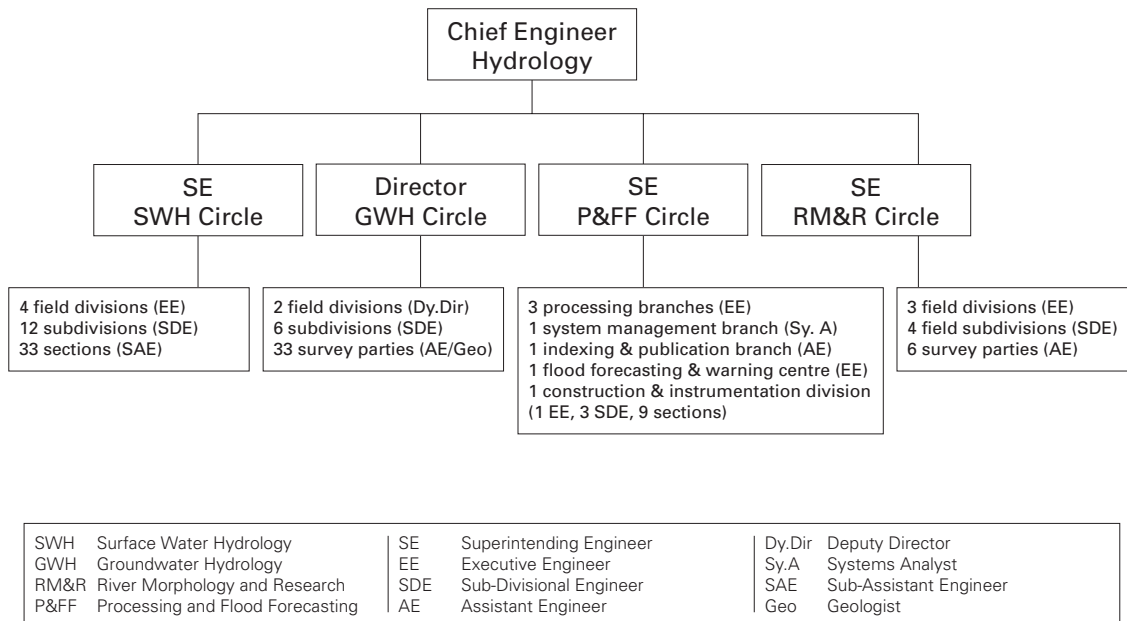 Chief Engineer
Hydrology
SE
SWH Circle
Director
GWH Circle
SE
P&FF Circle
SE
RM&R Circle
4 field divisions (EE)
12 subdivisions (SDE)
33 sections (SAE)
2 field divisions (Dy.Dir)
6 subdivisions (SDE)
33 survey parties (AE/Geo)
3 processing branches (EE)
1 system management branch (Sy. A)
1 indexing & publication branch (AE)
1 flood forecasting & warning centre (EE)
1 construction & instrumentation division
(1 EE, 3 SDE, 9 sections)
3 field divisions (EE)
4 field subdivisions (SDE)
6 survey parties (AE)
SWH Surface Water Hydrology
GWH Groundwater Hydrology
RM&R River Morphology and Research
P&FF Processing and Flood Forecasting
SE Superintending Engineer
EE Executive Engineer
SDE Sub-Divisional Engineer
AE Assistant Engineer
Dy.Dir Deputy Director
Sy.A Systems Analyst
SAE Sub-Assistant Engineer
Geo Geologist